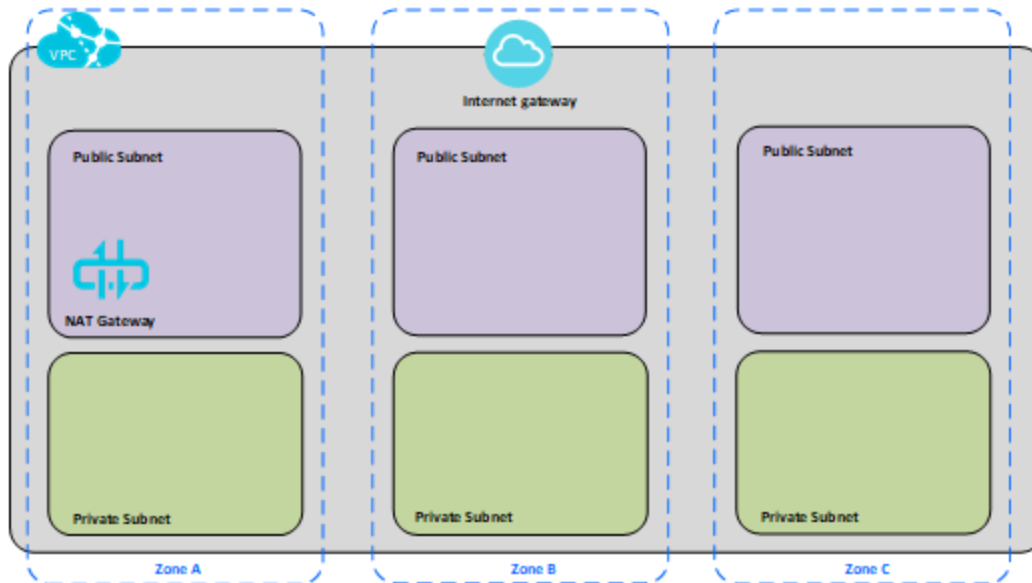 VPC
Internet gateway
Public Subnet
Public Subnet
Public Subnet
NAT Gateway
Private Subnet
Private Subnet
Private Subnet
Zone A
Zone B
Zone C